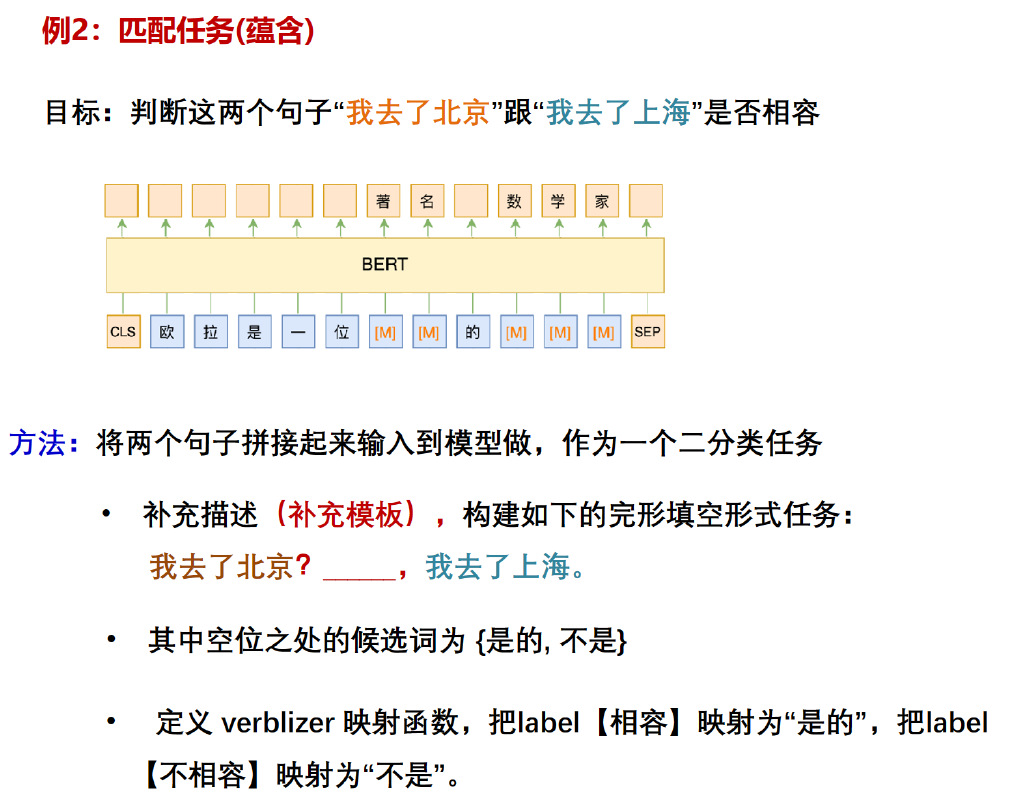 例2：匹配任务(蕴含)
目标：判断这两个句子“我去了北京”跟“我去了上海”是否相容
著 名 数 学 家
BERT
CLS 欧 拉 是 一 位 [M] [M] 的 [M] [M] [M] SEP
方法：将两个句子拼接起来输入到模型做，作为一个二分类任务
• 补充描述（补充模板），构建如下的完形填空形式任务：
我去了北京？_____，我去了上海。
• 其中空位之处的候选词为 {是的, 不是}
• 定义 verblizer 映射函数，把label【相容】映射为“是的”，把label
【不相容】映射为“不是”。